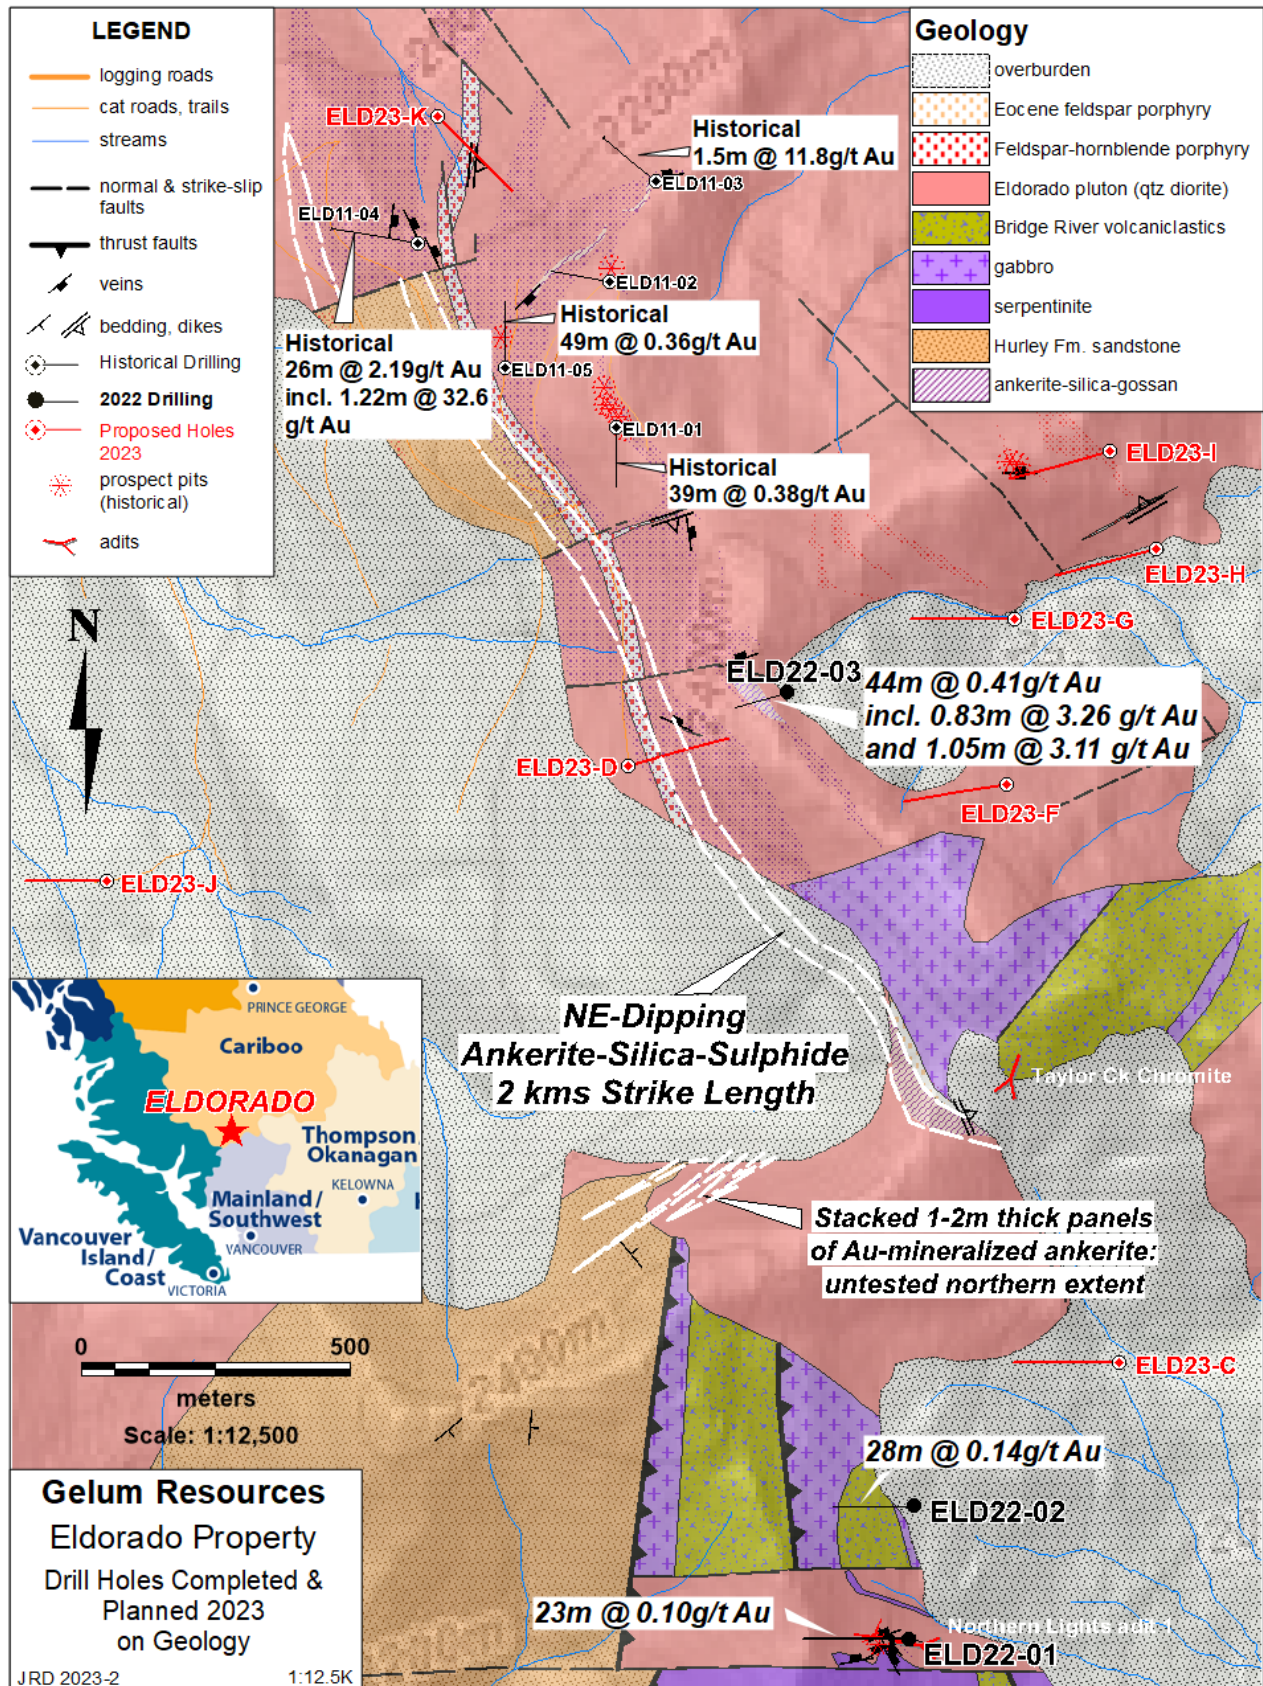 LEGEND
logging roads
cat roads, trails
streams
normal & strike-slip
faults
thrust faults
veins
bedding, dikes
Historical Drilling
2022 Drilling
Proposed Holes
2023
prospect pits
(historical)
adits
Geology
overburden
Eocene feldspar porphyry
Feldspar-hornblende porphyry
Eldorado pluton (qtz diorite)
Bridge River volcaniclastics
gabbro
serpentinite
Hurley Fm. sandstone
ankerite-silica-gossan
ELD23-K
Historical
1.5m @ 11.8g/t Au
ELD11-03
ELD11-04
ELD11-02
Historical
49m @ 0.36g/t Au
Historical
26m @ 2.19g/t Au
incl. 1.22m @ 32.6
g/t Au
ELD11-05
ELD11-01
Historical
39m @ 0.38g/t Au
ELD23-I
ELD23-H
ELD23-G
N
ELD22-03
44m @ 0.41g/t Au
incl. 0.83m @ 3.26 g/t Au
and 1.05m @ 3.11 g/t Au
ELD23-D
ELD23-F
ELD23-J
NE-Dipping
Ankerite-Silica-Sulphide
2 kms Strike Length
Taylor Ck Chromite
PRINCE GEORGE
Cariboo
ELDORADO
Thompson
Okanagan
KELOWNA
Mainland/
Southwest
VANCOUVER
Vancouver
Island/
Coast
VICTORIA
Stacked 1-2m thick panels
of Au-mineralized ankerite:
untested northern extent
0 500
meters
Scale: 1:12,500
ELD23-C
28m @ 0.14g/t Au
ELD22-02
23m @ 0.10g/t Au
Northern Lights adit 1
ELD22-01
Gelum Resources
Eldorado Property
Drill Holes Completed &
Planned 2023
on Geology
JRD 2023-2 1:12.5K